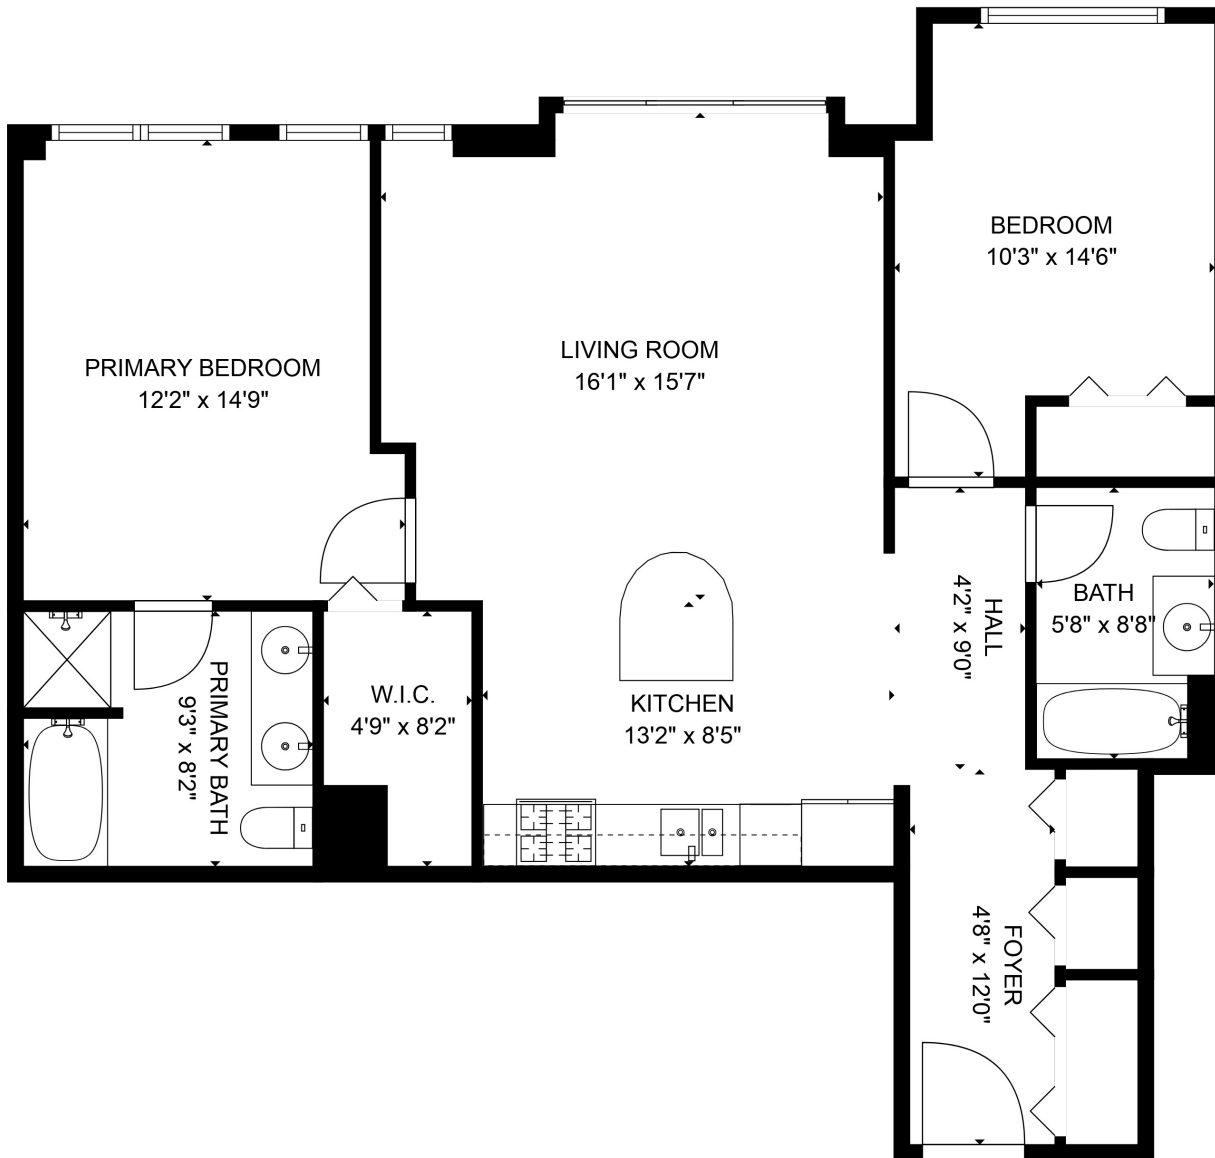 BEDROOM
10'3" x 14'6"
LIVING ROOM
16'1" x 15'7"
PRIMARY BEDROOM
12'2" x 14'9"
HALL
4'2" x 9'0"
BATH
5'8" x 8'8"
PRIMARY BATH
9'3" x 8'2"
W.I.C.
4'9" x 8'2"
KITCHEN
13'2" x 8'5"
FOYER
4'8" x 12'0"